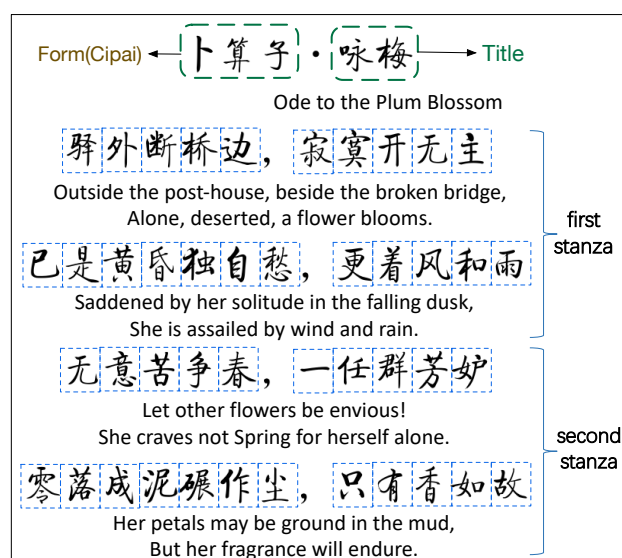 Form(Cipai) 卜算子·咏梅 Title
Ode to the Plum Blossom
驿外断桥边，寂寞开无主
Outside the post-house, beside the broken bridge,
Alone, deserted, a flower blooms.
first stanza
已是黄昏独自愁，更着风和雨
Saddened by her solitude in the falling dusk,
She is assailed by wind and rain.
无意苦争春，一任群芳妒
Let other flowers be envious!
She craves not Spring for herself alone.
second stanza
零落成泥碾作尘，只有香如故
Her petals may be ground in the mud,
But her fragrance will endure.